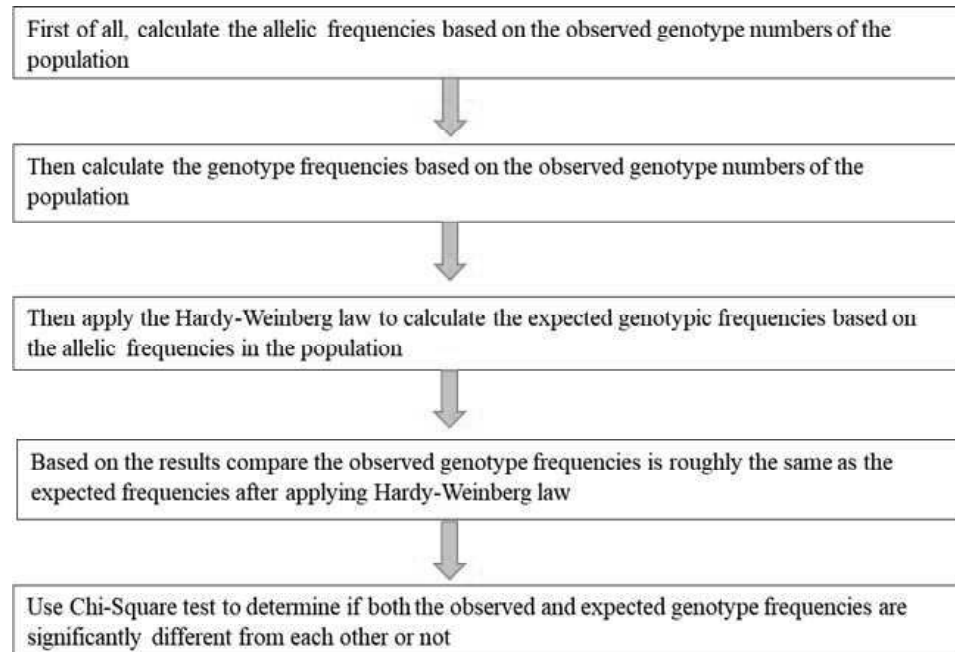 First of all, calculate the allelic frequencies based on the observed genotype numbers of the
population
Then calculate the genotype frequencies based on the observed genotype numbers of the
population
Then apply the Hardy-Weinberg law to calculate the expected genotypic frequencies based on
the allelic frequencies in the population
Based on the results compare the observed genotype frequencies is roughly the same as the
expected frequencies after applying Hardy-Weinberg law
Use Chi-Square test to determine if both the observed and expected genotype frequencies are
significantly different from each other or not